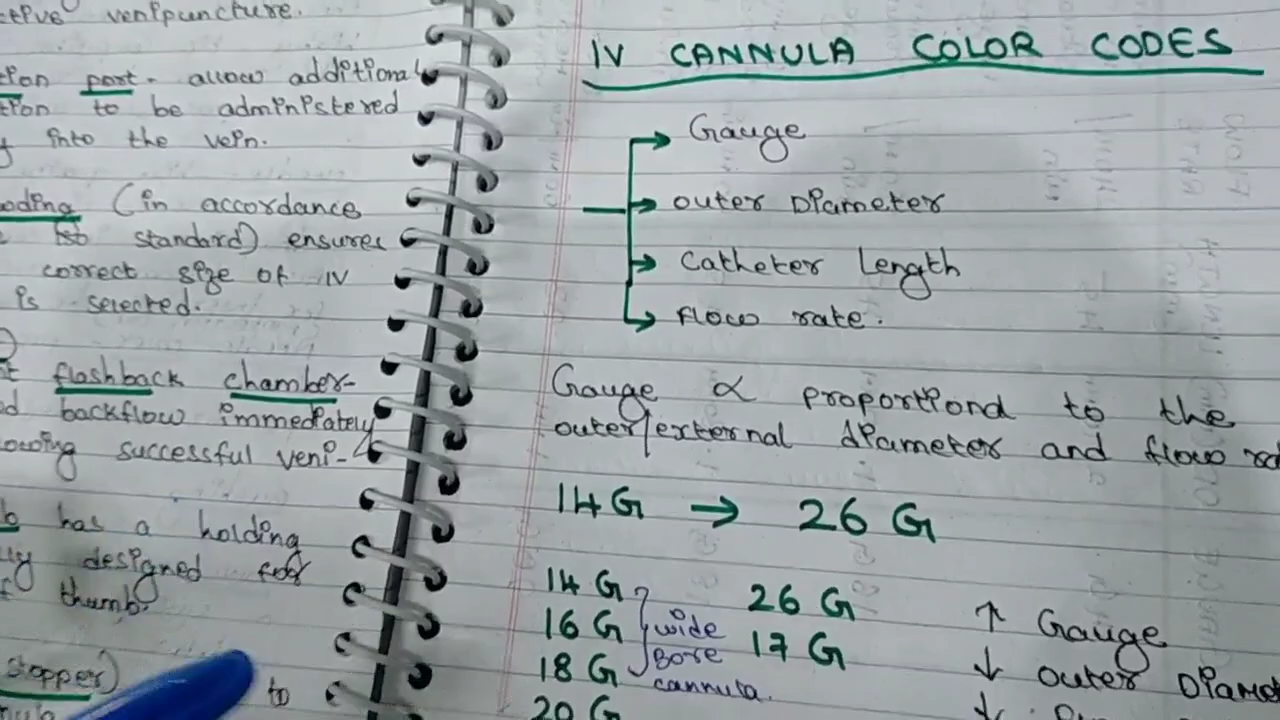 venipuncture.
port. allow additional
to be administered
into the vein.
(in accordance
standard) ensures
correct size of IV
is selected.
flashback chamber-
backflow immediately
successful veni-
has a holding
designed for
thumb.
stopper)
to
IV CANNULA COLOR CODES
Gauge
outer Diameter
Catheter Length
flow rate.
Gauge ∝ proportional to the
outer/external diameter and flow
14 G → 26 G
14 G 26 G ↑ Gauge
16 G wide 17 G ↓ outer
18 G Bore
cannula.
20 G ↓